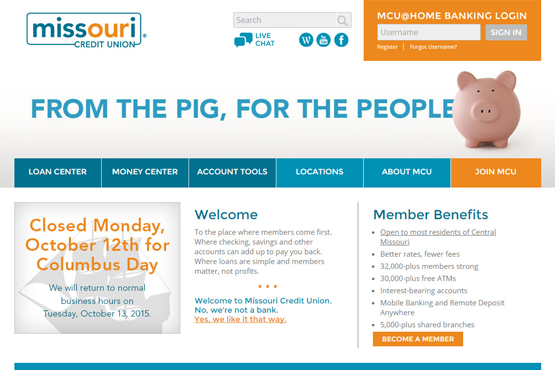 missouri
CREDIT UNION
Search
LIVE
CHAT
W You Tube f
MCU@HOME BANKING LOGIN
Username
SIGN IN
Register | Forgot Username?
FROM THE PIG, FOR THE PEOPLE
LOAN CENTER
MONEY CENTER
ACCOUNT TOOLS
LOCATIONS
ABOUT MCU
JOIN MCU
Closed Monday,
October 12th for
Columbus Day
We will return to normal
business hours on
Tuesday, October 13, 2015.
Welcome
To the place where members come first.
Where checking, savings and other
accounts can add up to pay you back.
Where loans are simple and members
matter, not profits.
Welcome to Missouri Credit Union.
No, we're not a bank.
Yes, we like it that way.
Member Benefits
• Open to most residents of Central
Missouri
• Better rates, fewer fees
• 32,000-plus members strong
• 30,000-plus free ATMs
• Interest-bearing accounts
• Mobile Banking and Remote Deposit
Anywhere
• 5,000-plus shared branches
BECOME A MEMBER